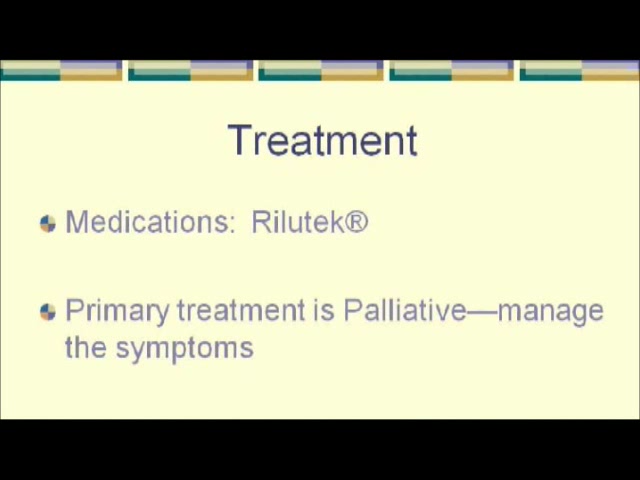 Treatment
Medications: Rilutek®
Primary treatment is Palliative—manage
the symptoms